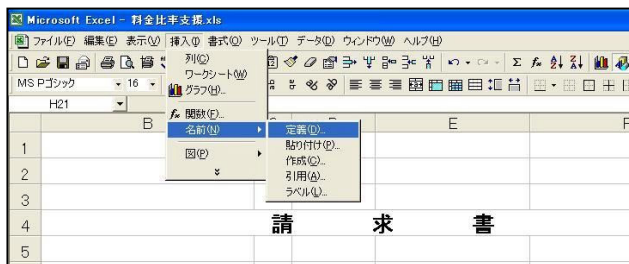 Microsoft Excel - 料金比率支援.xls
ファイル(F) 編集(E) 表示(V) 挿入(I) 書式(O) ツール(T) データ(D) ウィンドウ(W) ヘルプ(H)
MS Pゴシック 16
H21
列(C)
ワークシート(W)
グラフ(H)...
関数(F)...
名前(N)
図(P)
定義(D)...
貼り付け(P)...
作成(C)...
引用(A)...
ラベル(L)...
B E F
1
2
3
4 請 求 書
5